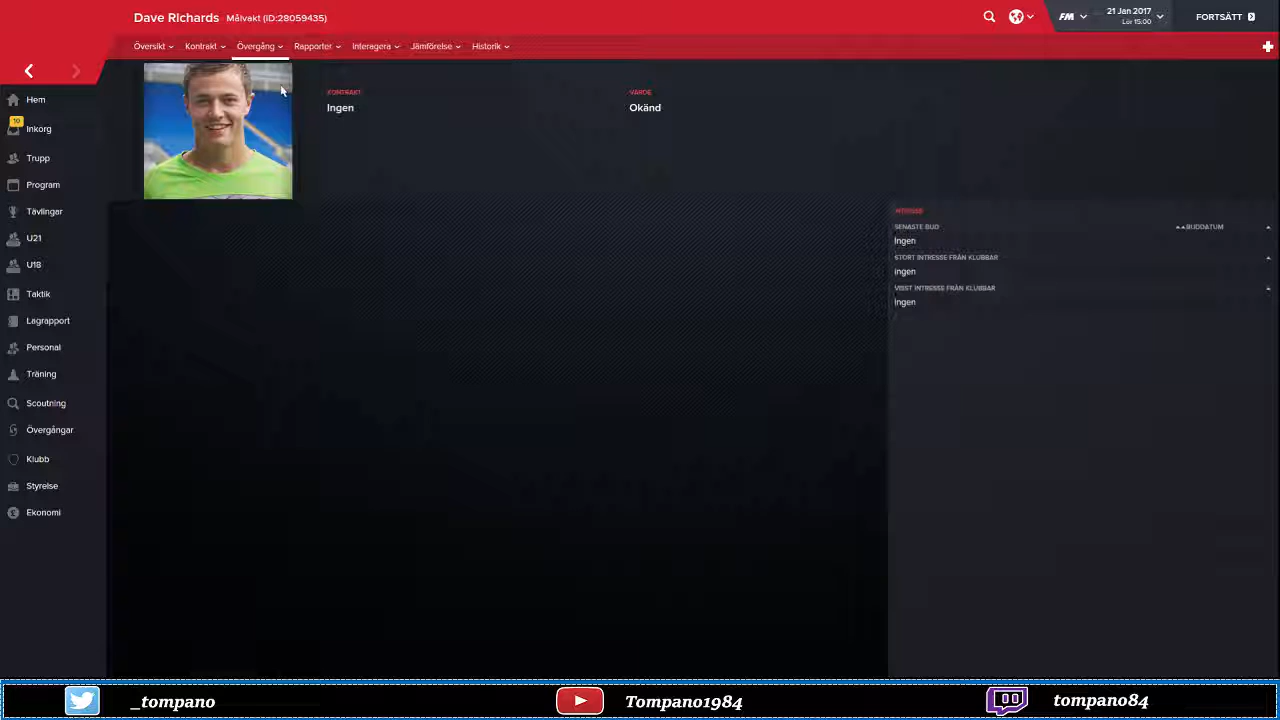 Dave Richards Målvakt (ID:28059435)
FM
21 Jan 2017
Lör 15:00
FORTSÄTT
Översikt Kontrakt Övergång Rapporter Interagera Jämförelse Historik
Hem
10
Inkorg
Trupp
Program
Tävlingar
U21
U18
Taktik
Lagrapport
Personal
Träning
Scoutning
Övergångar
Klubb
Styrelse
Ekonomi
KONTRAKT
Ingen
VÄRDE
Okänd
INTRESSE
SENASTE BUD BUDDATUM
Ingen
STORT INTRESSE FRÅN KLUBBAR
Ingen
VISST INTRESSE FRÅN KLUBBAR
Ingen
_tompano Tompano1984 tompano84